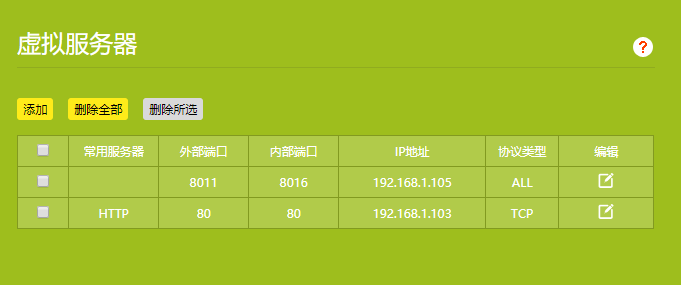 虚拟服务器
?
添加 删除全部 删除所选
常用服务器 外部端口 内部端口 IP地址 协议类型 编辑
8011 8016 192.168.1.105 ALL
HTTP 80 80 192.168.1.103 TCP